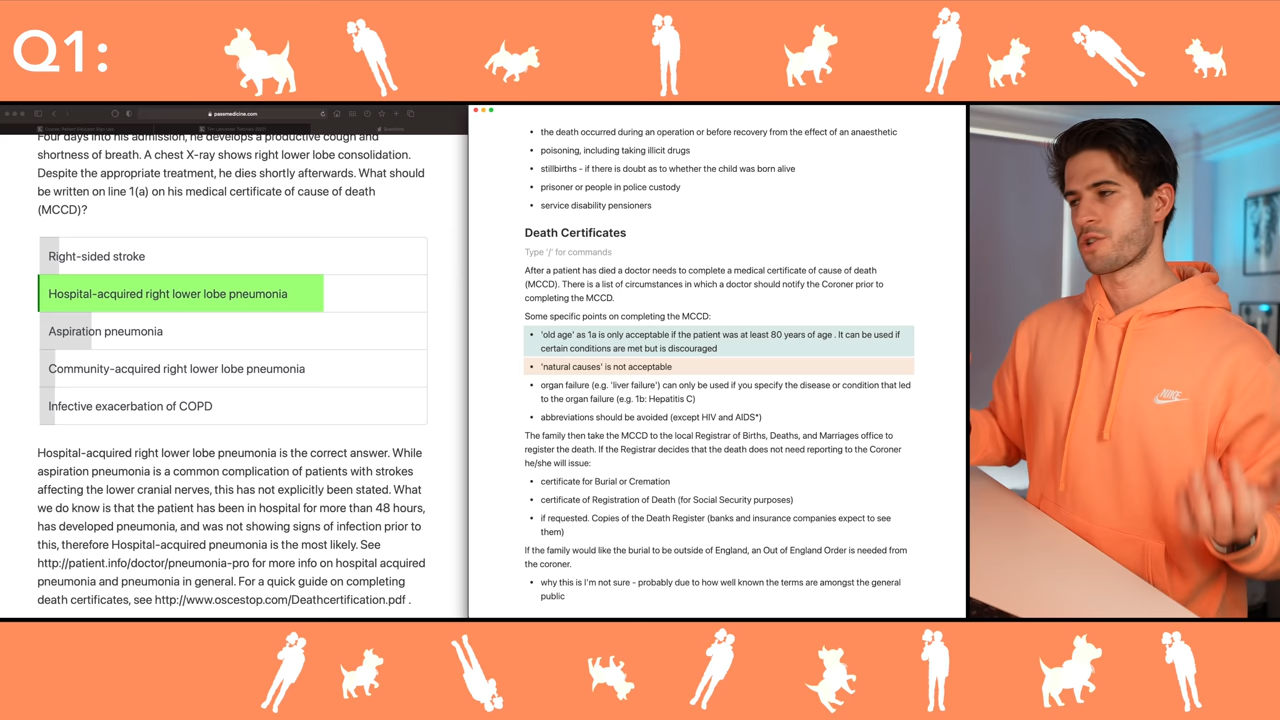 Q1:
passmedicine.com
Four days into his admission, he develops a productive cough and
shortness of breath. A chest X-ray shows right lower lobe consolidation.
Despite the appropriate treatment, he dies shortly afterwards. What should
be written on line 1(a) on his medical certificate of cause of death
(MCCD)?
Right-sided stroke
Hospital-acquired right lower lobe pneumonia
Aspiration pneumonia
Community-acquired right lower lobe pneumonia
Infective exacerbation of COPD
Hospital-acquired right lower lobe pneumonia is the correct answer. While
aspiration pneumonia is a common complication of patients with strokes
affecting the lower cranial nerves, this has not explicitly been stated. What
we do know is that the patient has been in hospital for more than 48 hours,
has developed pneumonia, and was not showing signs of infection prior to
this, therefore Hospital-acquired pneumonia is the most likely. See
http://patient.info/doctor/pneumonia-pro for more info on hospital acquired
pneumonia and pneumonia in general. For a quick guide on completing
death certificates, see http://www.oscestop.com/Deathcertification.pdf .
• the death occurred during an operation or before recovery from the effect of an anaesthetic
• poisoning, including taking illicit drugs
• stillbirths - if there is doubt as to whether the child was born alive
• prisoner or people in police custody
• service disability pensioners
Death Certificates
Type '/' for commands
After a patient has died a doctor needs to complete a medical certificate of cause of death
(MCCD). There is a list of circumstances in which a doctor should notify the Coroner prior to
completing the MCCD.
Some specific points on completing the MCCD:
• 'old age' as 1a is only acceptable if the patient was at least 80 years of age . It can be used if
certain conditions are met but is discouraged
• 'natural causes' is not acceptable
• organ failure (e.g. 'liver failure') can only be used if you specify the disease or condition that led
to the organ failure (e.g. 1b: Hepatitis C)
• abbreviations should be avoided (except HIV and AIDS*)
The family then take the MCCD to the local Registrar of Births, Deaths, and Marriages office to
register the death. If the Registrar decides that the death does not need reporting to the Coroner
he/she will issue:
• certificate for Burial or Cremation
• certificate of Registration of Death (for Social Security purposes)
• if requested. Copies of the Death Register (banks and insurance companies expect to see
them)
If the family would like the burial to be outside of England, an Out of England Order is needed from
the coroner.
• why this is I'm not sure - probably due to how well known the terms are amongst the general
public
NIKE